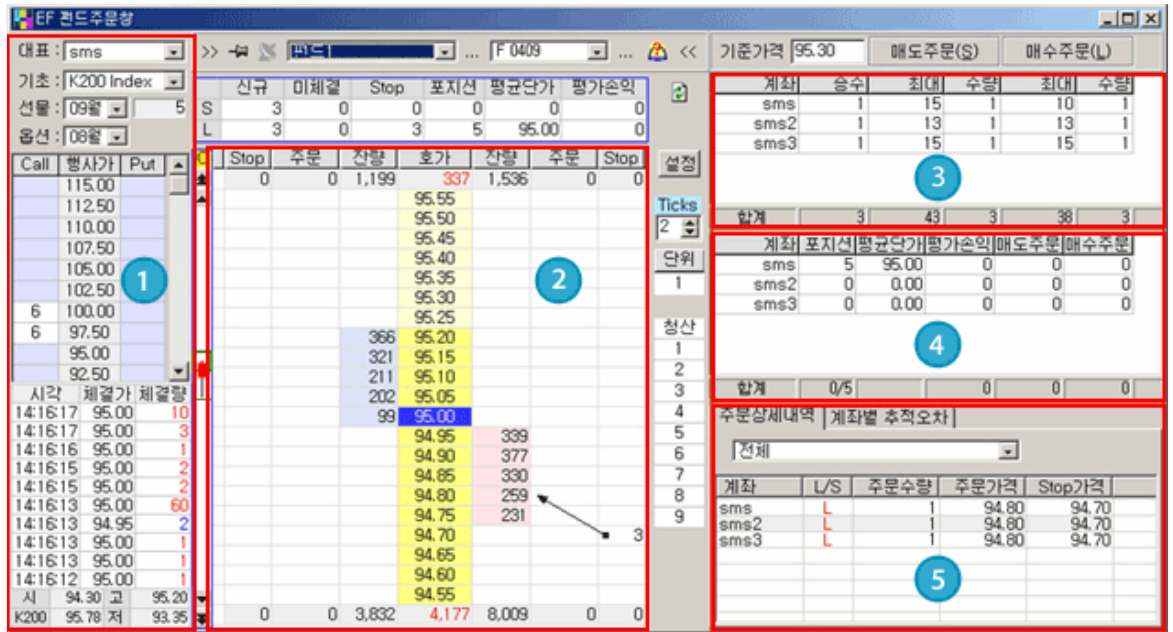 EF 펀드주문창
대표 : sms
기초 : K200 Index
선물 : 09월 5
옵션 : 08월
Call 행사가 Put
115.00
112.50
110.00
107.50
105.00
102.50
6 100.00
6 97.50
95.00
92.50
1
시각 체결가 체결량
14:16:17 95.00 10
14:16:17 95.00 3
14:16:16 95.00 1
14:16:15 95.00 2
14:16:15 95.00 2
14:16:13 95.00 60
14:16:13 94.95 2
14:16:13 95.00 1
14:16:13 95.00 1
14:16:12 95.00 1
시 94.30 고 95.20
K200 95.78 저 93.35
>> 펀드1 ... F 0409 ... <<
신규 미체결 Stop 포지션 평균단가 평가손익
S 3 0 0 0 0 0
L 3 0 3 5 95.00 0
Stop 주문 잔량 호가 잔량 주문 Stop
0 0 1,199 337 1,536 0 0
95.55
95.50
95.45
95.40
95.35
95.30
95.25
366 95.20
321 95.15
211 95.10
202 95.05
99 95.00
94.95 339
94.90 377
94.85 330
94.80 259
94.75 231
94.70 3
94.65
94.60
94.55
0 0 3,832 4,177 8,009 0 0
2
설정
Ticks
2
단위
1
청산
1
2
3
4
5
6
7
8
9
기준가격 95.30 매도주문(S) 매수주문(L)
계좌 승수 최대 수량 최대 수량
sms 1 15 1 10 1
sms2 1 13 1 13 1
sms3 1 15 1 15 1
3
합계 3 43 3 38 3
계좌 포지션 평균단가 평가손익 매도주문 매수주문
sms 5 95.00 0 0 0
sms2 0 0.00 0 0 0
sms3 0 0.00 0 0 0
4
합계 0/5 0 0 0
주문상세내역 계좌별 추적오차
전체
계좌 L/S 주문수량 주문가격 Stop가격
sms L 1 94.80 94.70
sms2 L 1 94.80 94.70
sms3 L 1 94.80 94.70
5